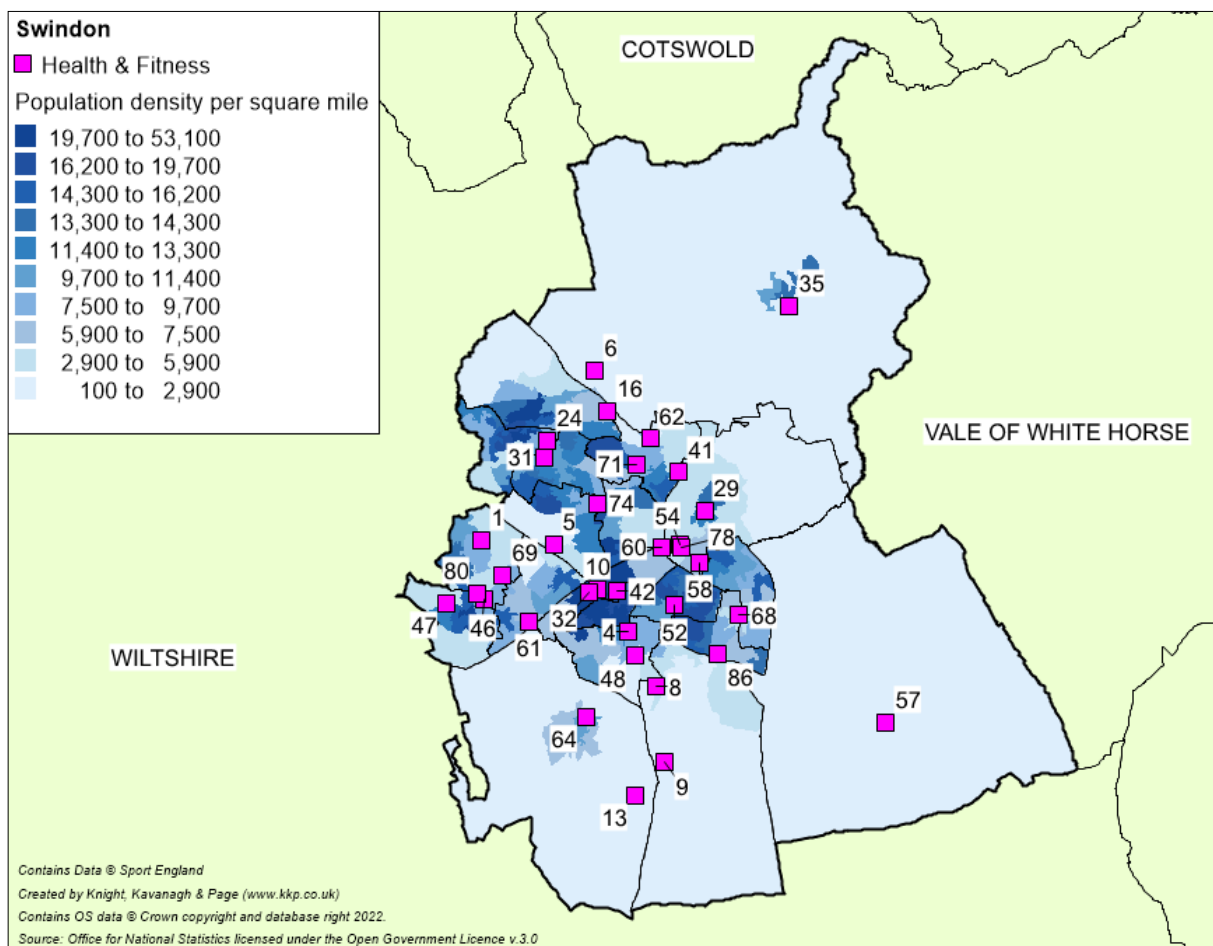 Swindon
Health & Fitness
Population density per square mile
19,700 to 53,100
16,200 to 19,700
14,300 to 16,200
13,300 to 14,300
11,400 to 13,300
9,700 to 11,400
7,500 to 9,700
5,900 to 7,500
2,900 to 5,900
100 to 2,900
COTSWOLD
35
6
16
24
62
VALE OF WHITE HORSE
31
71
41
29
74
1
5
54
69
60
78
80
10
42
58
47
46
32
68
61
4
52
WILTSHIRE
48
86
8
57
64
9
13
Contains Data © Sport England
Created by Knight, Kavanagh & Page (www.kkp.co.uk)
Contains OS data © Crown copyright and database right 2022.
Source: Office for National Statistics licensed under the Open Government Licence v.3.0